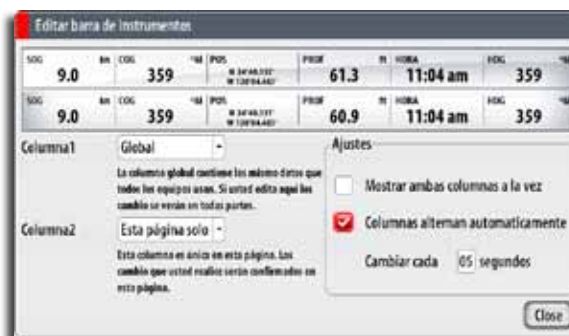 Editar barra de Instrumentos
SOG kn COG °M POS PROF ft HORA HDG °M
9.0 359 61.3 11:04 am 359
SOG kn COG °M POS PROF ft HORA HDG °M
9.0 359 60.9 11:04 am 359
Columna1 Global
La columna global contiene los mismo datos que
todos los equipos usan. Si usted edita aqui los
cambio se verán en todas partes.
Columna2 Esta página solo
Esta columna es única en esta página. Los
cambio que usted realice serán confirmados en
esta página.
Ajustes
Mostrar ambas columnas a la vez
Columnas alternan automaticamente
Cambiar cada 05 segundos
Close